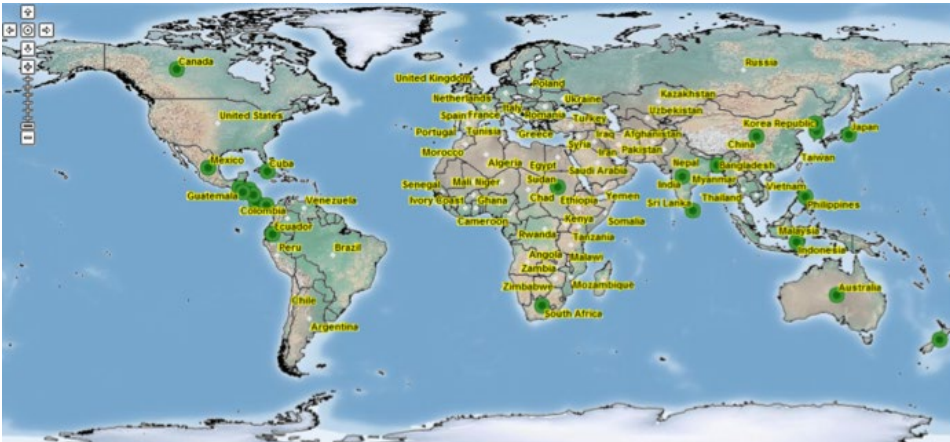 Canada
Russia
United Kingdom
Poland
Netherlands
Ukraine
Kazakhstan
Italy
Uzbekistan
United States
Spain
France
Romania
Turkey
Korea Republic
Japan
Portugal
Tunisia
Greece
Iraq
Afghanistan
China
Syria
Morocco
Iran
Pakistan
Taiwan
Mexico
Cuba
Algeria
Egypt
Saudi Arabia
Nepal
Bangladesh
Senegal
Mali
Niger
Sudan
India
Myanmar
Vietnam
Guatemala
Venezuela
Ivory Coast
Ghana
Chad
Ethiopia
Yemen
Sri Lanka
Thailand
Philippines
Colombia
Cameroon
Kenya
Somalia
Ecuador
Rwanda
Tanzania
Malaysia
Peru
Brazil
Angola
Malawi
Indonesia
Zambia
Chile
Zimbabwe
Mozambique
Australia
Argentina
South Africa